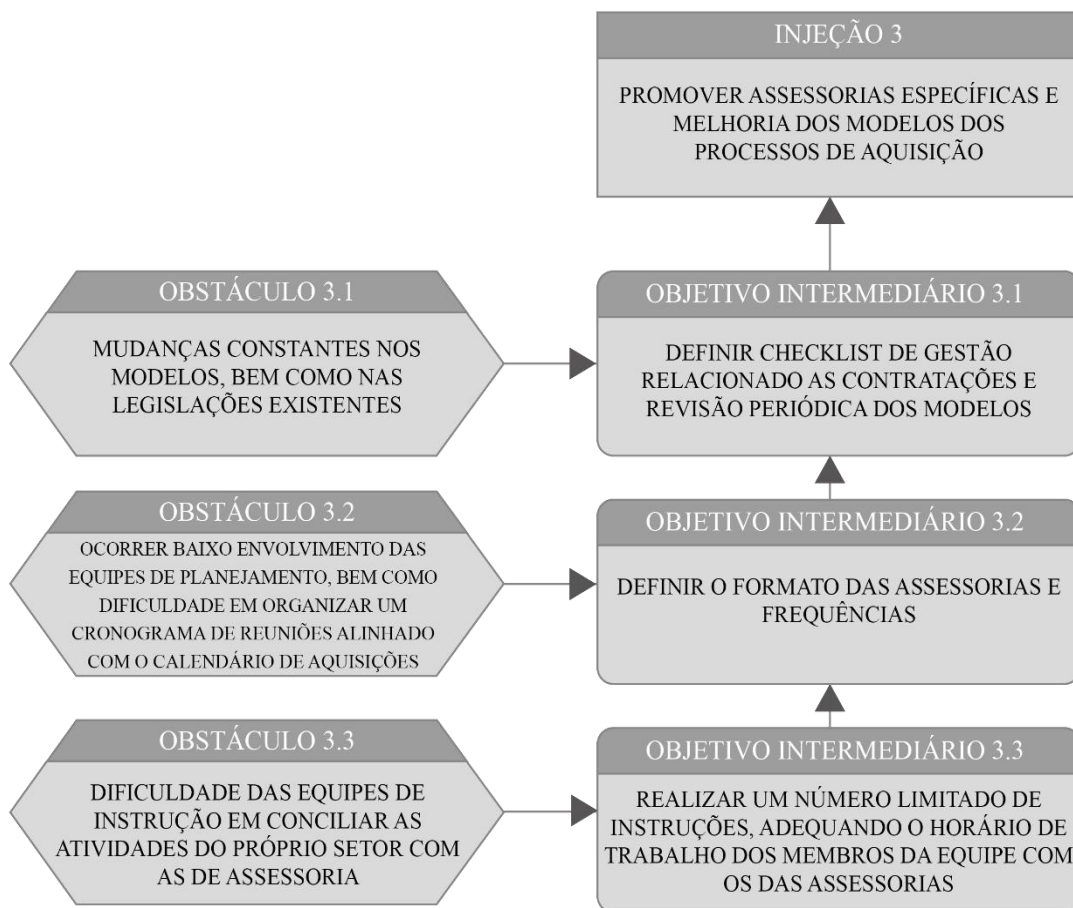 INJEÇÃO 3
PROMOVER ASSESSORIAS ESPECÍFICAS E
MELHORIA DOS MODELOS DOS
PROCESSOS DE AQUISIÇÃO
OBSTÁCULO 3.1
MUDANÇAS CONSTANTES NOS
MODELOS, BEM COMO NAS
LEGISLAÇÕES EXISTENTES
OBJETIVO INTERMEDIÁRIO 3.1
DEFINIR CHECKLIST DE GESTÃO
RELACIONADO AS CONTRATAÇÕES E
REVISÃO PERIÓDICA DOS MODELOS
OBSTÁCULO 3.2
OCORRER BAIXO ENVOLVIMENTO DAS
EQUIPES DE PLANEJAMENTO, BEM COMO
DIFICULDADE EM ORGANIZAR UM
CRONOGRAMA DE REUNIÕES ALINHADO
COM O CALENDÁRIO DE AQUISIÇÕES
OBJETIVO INTERMEDIÁRIO 3.2
DEFINIR O FORMATO DAS ASSESSORIAS E
FREQUÊNCIAS
OBSTÁCULO 3.3
DIFICULDADE DAS EQUIPES DE
INSTRUÇÃO EM CONCILIAR AS
ATIVIDADES DO PRÓPRIO SETOR COM
AS DE ASSESSORIA
OBJETIVO INTERMEDIÁRIO 3.3
REALIZAR UM NÚMERO LIMITADO DE
INSTRUÇÕES, ADEQUANDO O HORÁRIO DE
TRABALHO DOS MEMBROS DA EQUIPE COM
OS DAS ASSESSORIAS